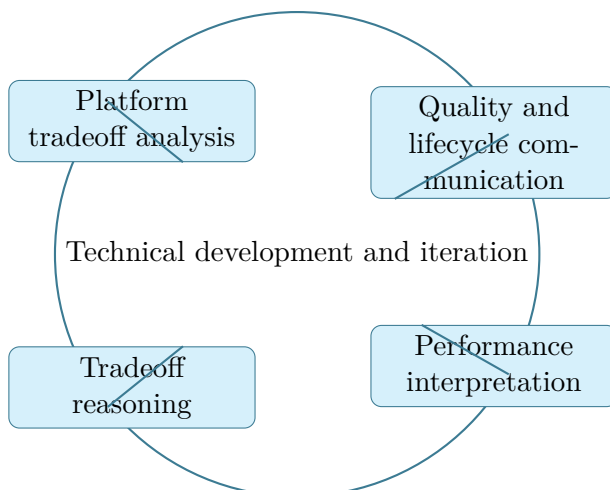 Platform
tradeoff analysis
Quality and
lifecycle com-
munication
Technical development and iteration
Tradeoff
reasoning
Performance
interpretation